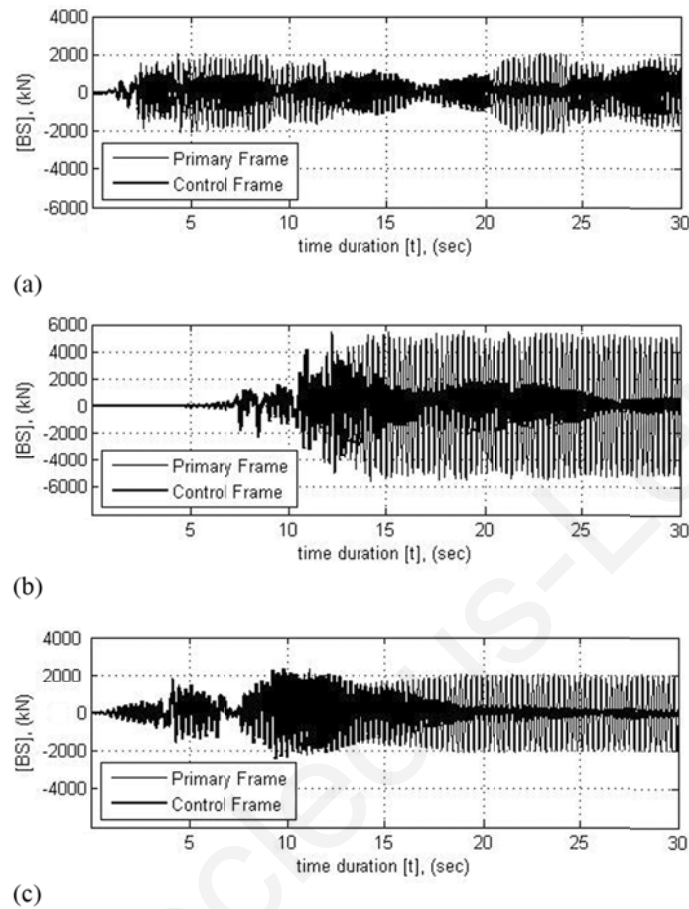 4000
2000
0
-2000
-4000
-6000
[BS], (kN)
Primary Frame
Control Frame
5 10 15 20 25 30
time duration [t], (sec)
(a)
6000
4000
2000
0
-2000
-4000
-6000
[BS], (kN)
Primary Frame
Control Frame
5 10 15 20 25 30
time duration [t], (sec)
(b)
4000
2000
0
-2000
-4000
[BS], (kN)
Primary Frame
Control Frame
5 10 15 20 25 30
time duration [t], (sec)
(c)